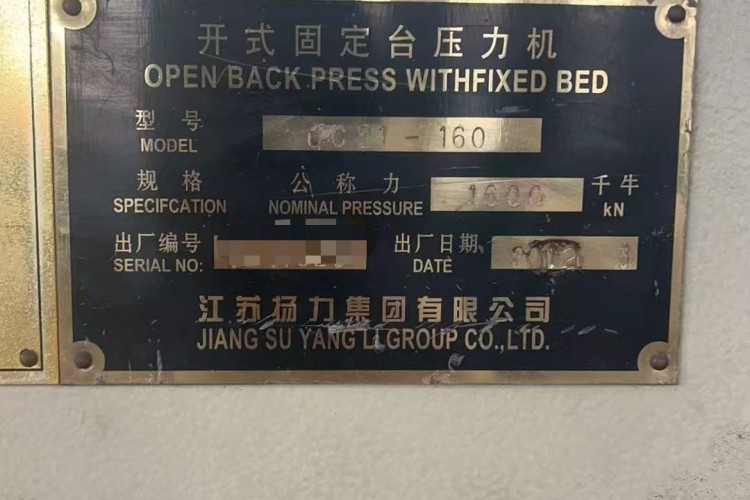 开式固定台压力机
OPEN BACK PRESS WITHFIXED BED
型号
MODEL
-160
规格 公称力 1600 千牛
SPECIFCATION NOMINAL PRESSURE kN
出厂编号 出厂日期
SERIAL NO: DATE
江苏扬力集团有限公司
JIANG SU YANG LI GROUP CO.,LTD.